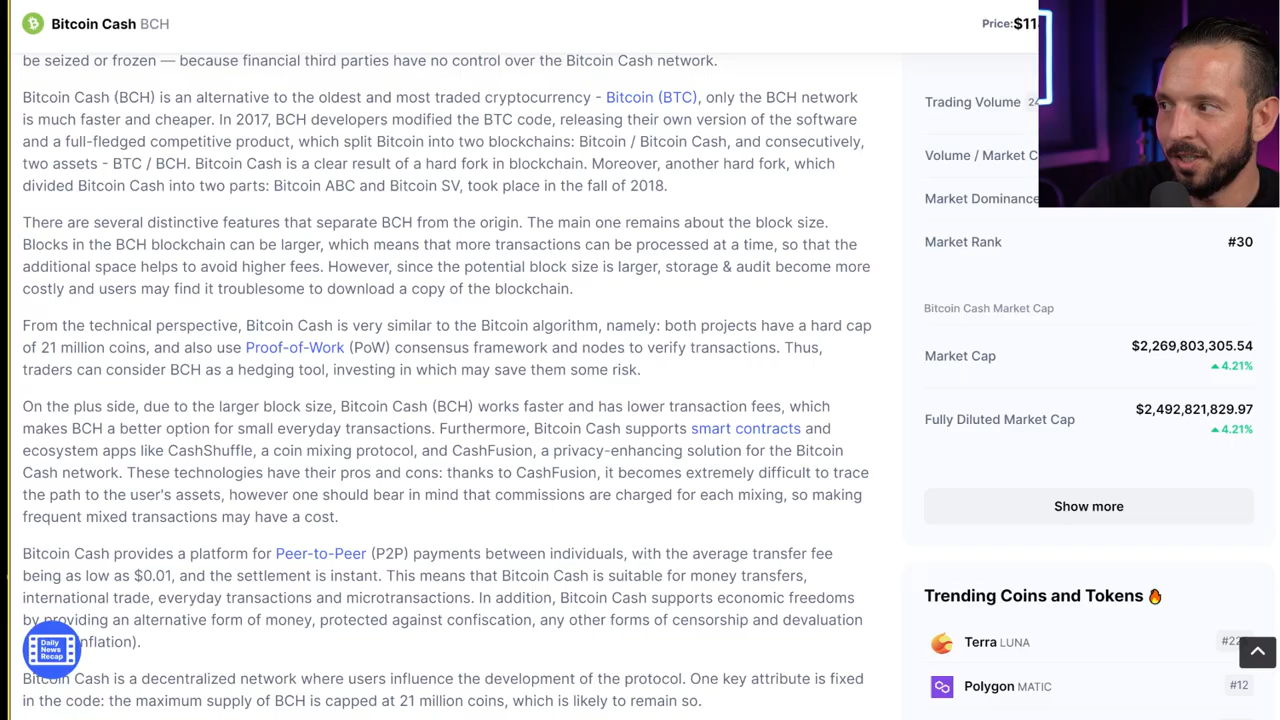 Bitcoin Cash BCH
Price:$11
be seized or frozen — because financial third parties have no control over the Bitcoin Cash network.
Bitcoin Cash (BCH) is an alternative to the oldest and most traded cryptocurrency - Bitcoin (BTC), only the BCH network
is much faster and cheaper. In 2017, BCH developers modified the BTC code, releasing their own version of the software
and a full-fledged competitive product, which split Bitcoin into two blockchains: Bitcoin / Bitcoin Cash, and consecutively,
two assets - BTC / BCH. Bitcoin Cash is a clear result of a hard fork in blockchain. Moreover, another hard fork, which
divided Bitcoin Cash into two parts: Bitcoin ABC and Bitcoin SV, took place in the fall of 2018.
There are several distinctive features that separate BCH from the origin. The main one remains about the block size.
Blocks in the BCH blockchain can be larger, which means that more transactions can be processed at a time, so that the
additional space helps to avoid higher fees. However, since the potential block size is larger, storage & audit become more
costly and users may find it troublesome to download a copy of the blockchain.
From the technical perspective, Bitcoin Cash is very similar to the Bitcoin algorithm, namely: both projects have a hard cap
of 21 million coins, and also use Proof-of-Work (PoW) consensus framework and nodes to verify transactions. Thus,
traders can consider BCH as a hedging tool, investing in which may save them some risk.
On the plus side, due to the larger block size, Bitcoin Cash (BCH) works faster and has lower transaction fees, which
makes BCH a better option for small everyday transactions. Furthermore, Bitcoin Cash supports smart contracts and
ecosystem apps like CashShuffle, a coin mixing protocol, and CashFusion, a privacy-enhancing solution for the Bitcoin
Cash network. These technologies have their pros and cons: thanks to CashFusion, it becomes extremely difficult to trace
the path to the user's assets, however one should bear in mind that commissions are charged for each mixing, so making
frequent mixed transactions may have a cost.
Bitcoin Cash provides a platform for Peer-to-Peer (P2P) payments between individuals, with the average transfer fee
being as low as $0.01, and the settlement is instant. This means that Bitcoin Cash is suitable for money transfers,
international trade, everyday transactions and microtransactions. In addition, Bitcoin Cash supports economic freedoms
by providing an alternative form of money, protected against confiscation, any other forms of censorship and devaluation
nflation).
Bitcoin Cash is a decentralized network where users influence the development of the protocol. One key attribute is fixed
in the code: the maximum supply of BCH is capped at 21 million coins, which is likely to remain so.
Daily
News
Recap
Trading Volume 24
Volume / Market C
Market Dominance
Market Rank #30
Bitcoin Cash Market Cap
Market Cap $2,269,803,305.54
4.21%
Fully Diluted Market Cap $2,492,821,829.97
4.21%
Show more
Trending Coins and Tokens
Terra LUNA #22
Polygon MATIC #12